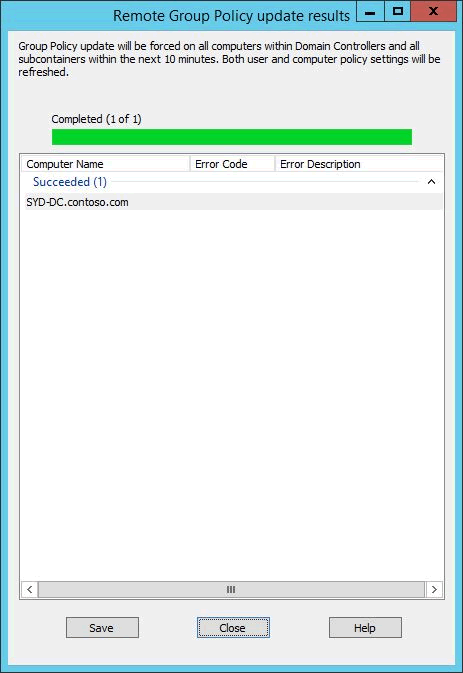 Remote Group Policy update results
Group Policy update will be forced on all computers within Domain Controllers and all
subcontainers within the next 10 minutes. Both user and computer policy settings will be
refreshed.
Completed (1 of 1)
Computer Name Error Code Error Description
Succeeded (1)
SYD-DC.contoso.com
Save Close Help